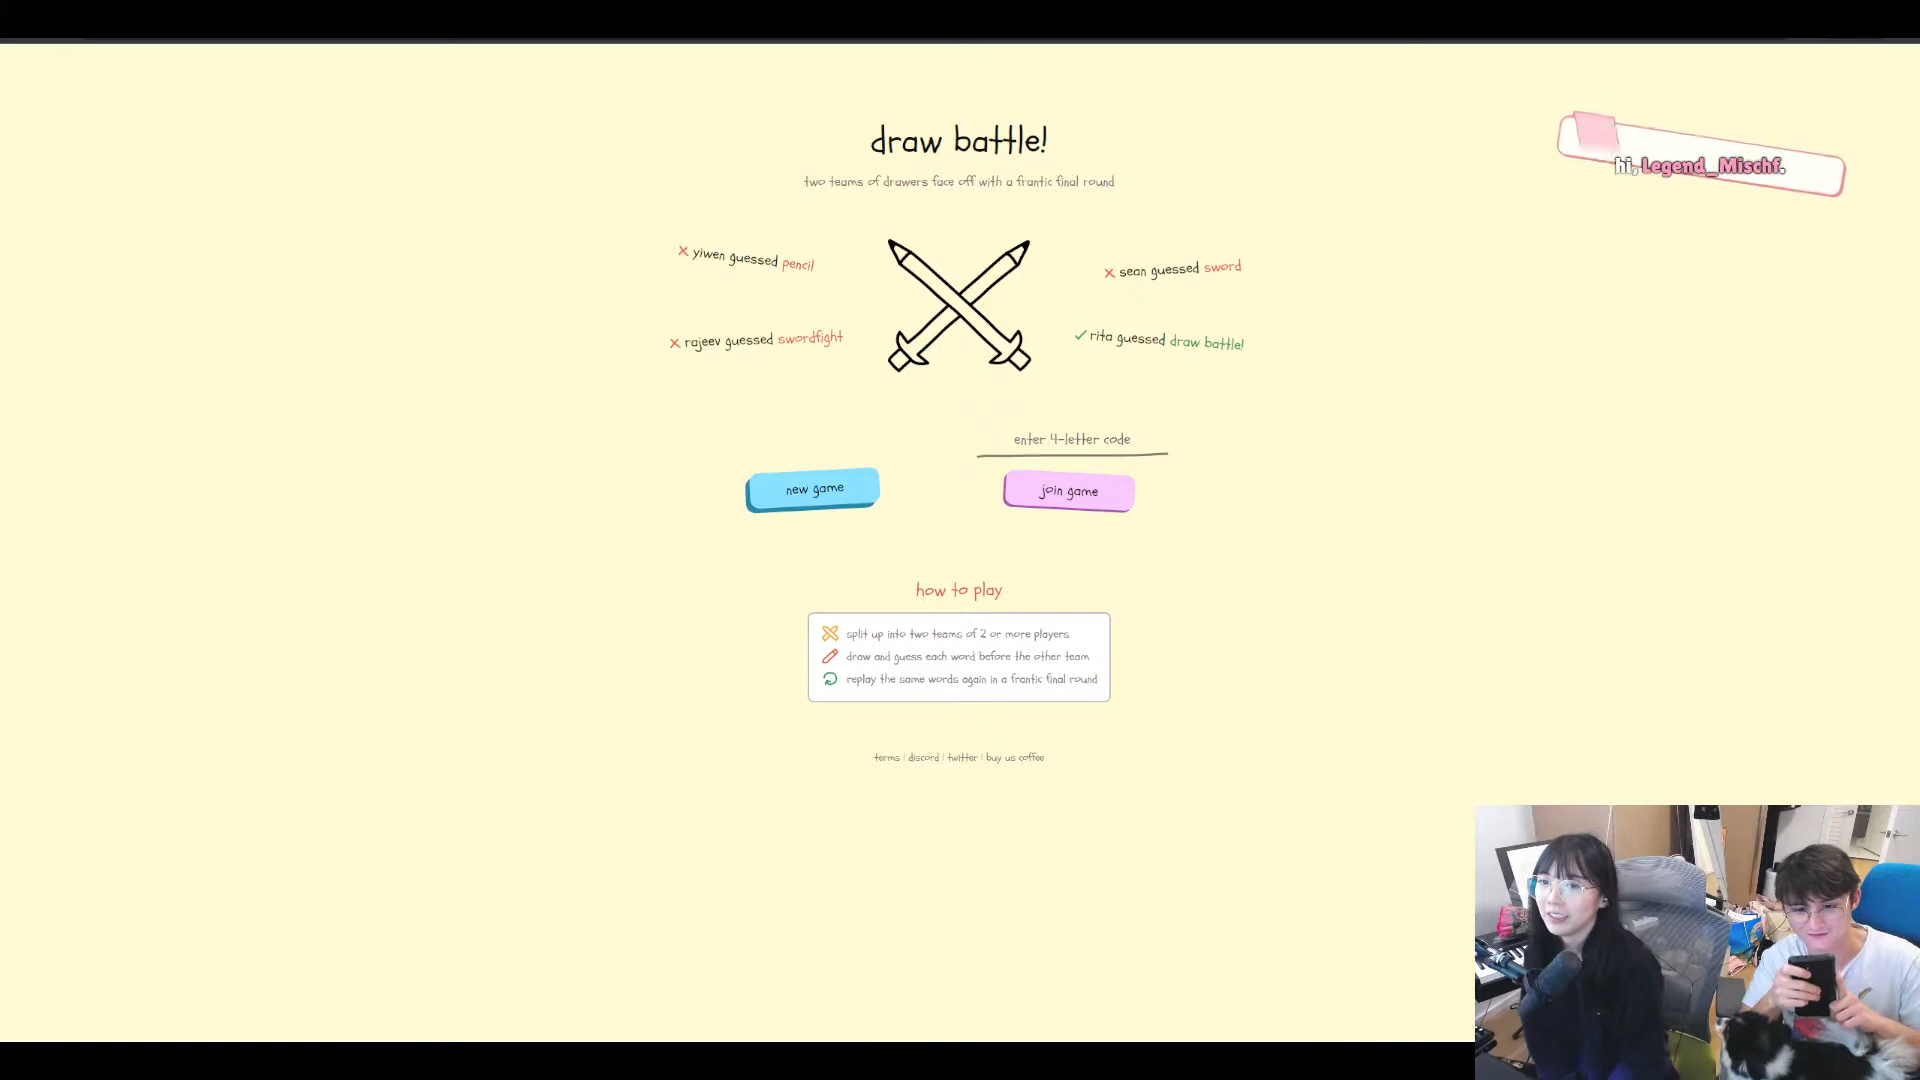 draw battle!
two teams of drawers face off with a frantic final round
hi, Legend_Mischf.
yiwen guessed pencil
sean guessed sword
rajeev guessed swordfight
rita guessed draw battle!
enter 4-letter code
new game
join game
how to play
split up into two teams of 2 or more players
draw and guess each word before the other team
replay the same words again in a frantic final round
terms | discord | twitter | buy us coffee